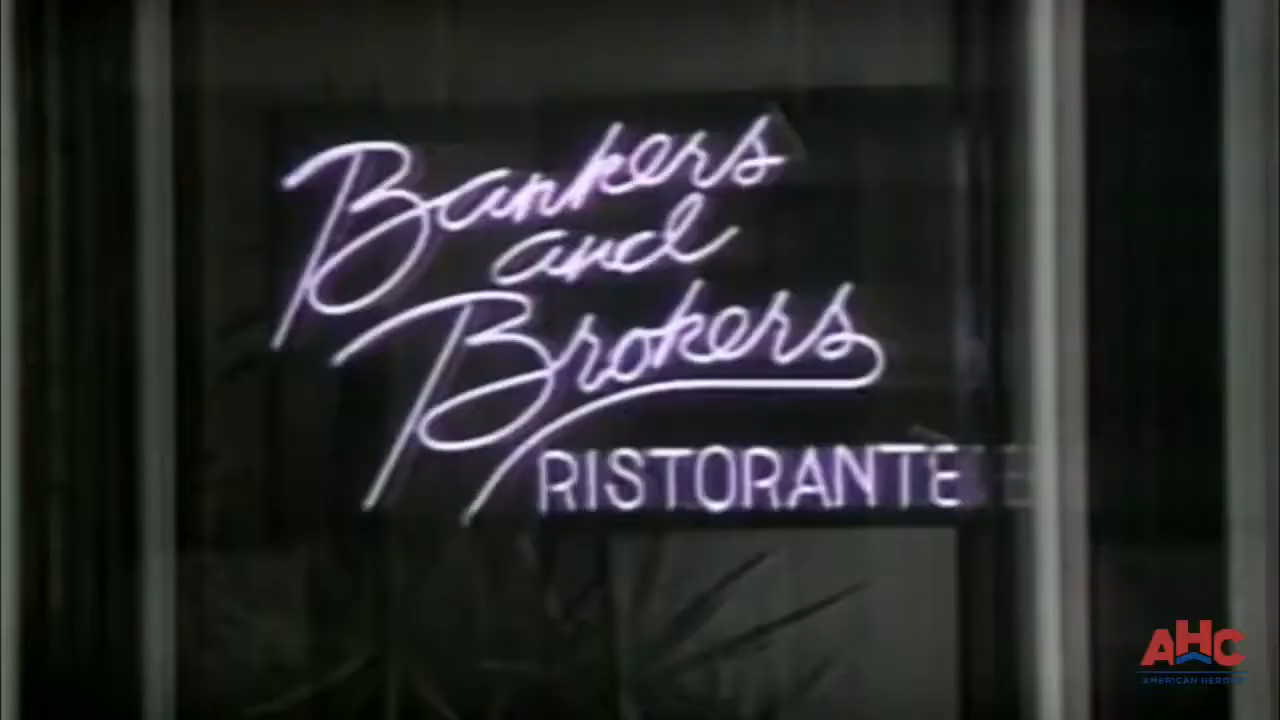 Bankers
and
Brokers
RISTORANTE
AHC
AMERICAN HEROES